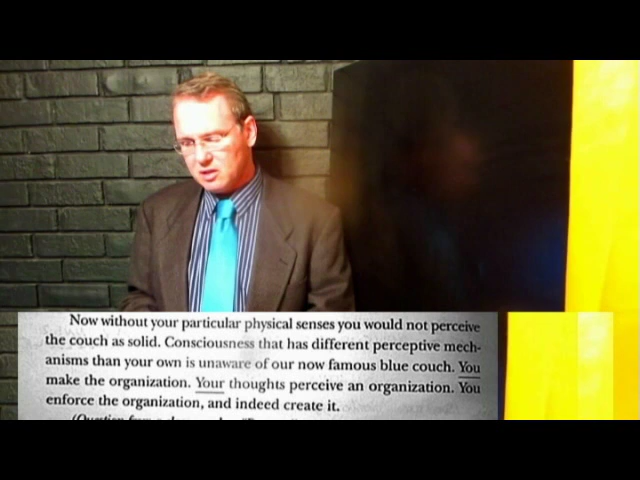 Now without your particular physical senses you would not perceive
the couch as solid. Consciousness that has different perceptive mech-
anisms than your own is unaware of our now famous blue couch. You
make the organization. Your thoughts perceive an organization. You
enforce the organization, and indeed create it.
(Question from